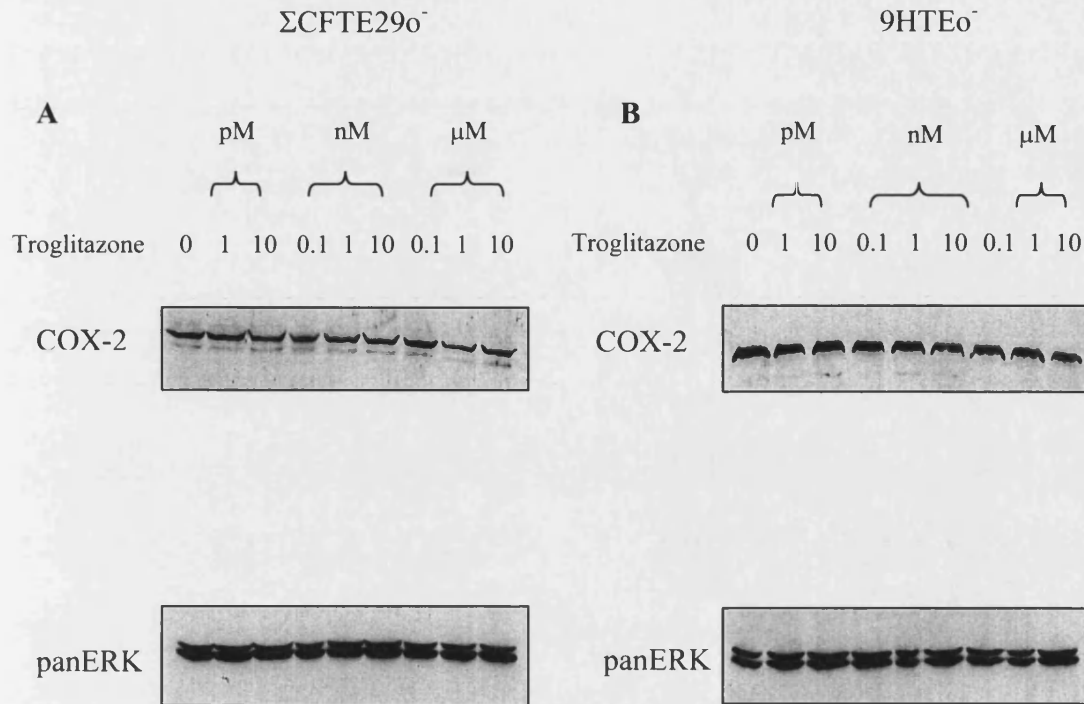 ΣCFTE29o⁻
9HTEo⁻
A
pM nM μM
Troglitazone 0 1 10 0.1 1 10 0.1 1 10
COX-2
panERK
B
pM nM μM
Troglitazone 0 1 10 0.1 1 10 0.1 1 10
COX-2
panERK